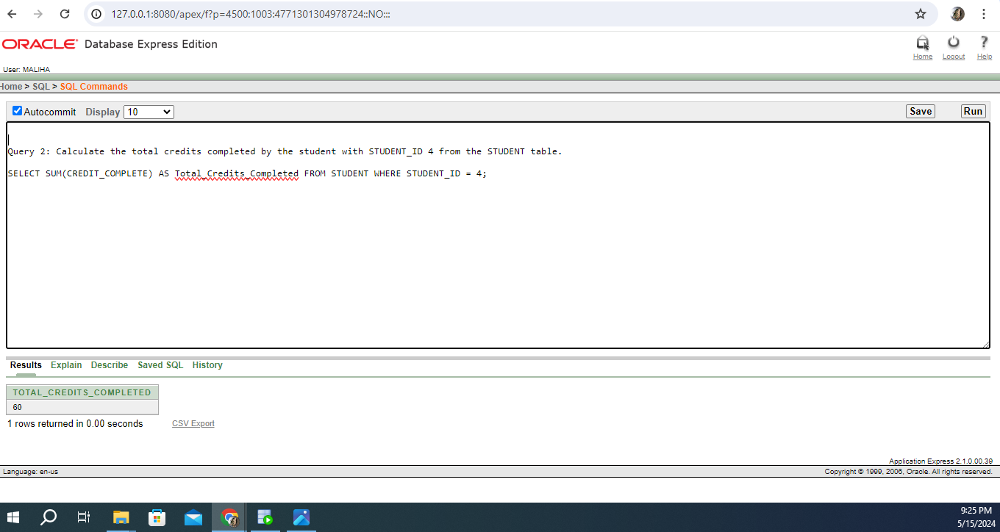 127.0.0.1:8080/apex/f?p=4500:1003:4771301304978724::NO:::
ORACLE® Database Express Edition
Home Logout Help
User: MALIHA
Home > SQL > SQL Commands
Autocommit Display 10 Save Run
Query 2: Calculate the total credits completed by the student with STUDENT_ID 4 from the STUDENT table.
SELECT SUM(CREDIT_COMPLETE) AS Total_Credits_Completed FROM STUDENT WHERE STUDENT_ID = 4;
Results Explain Describe Saved SQL History
TOTAL_CREDITS_COMPLETED
60
1 rows returned in 0.00 seconds CSV Export
Application Express 2.1.0.00.39
Language: en-us Copyright © 1999, 2006, Oracle. All rights reserved.
9:25 PM
5/15/2024